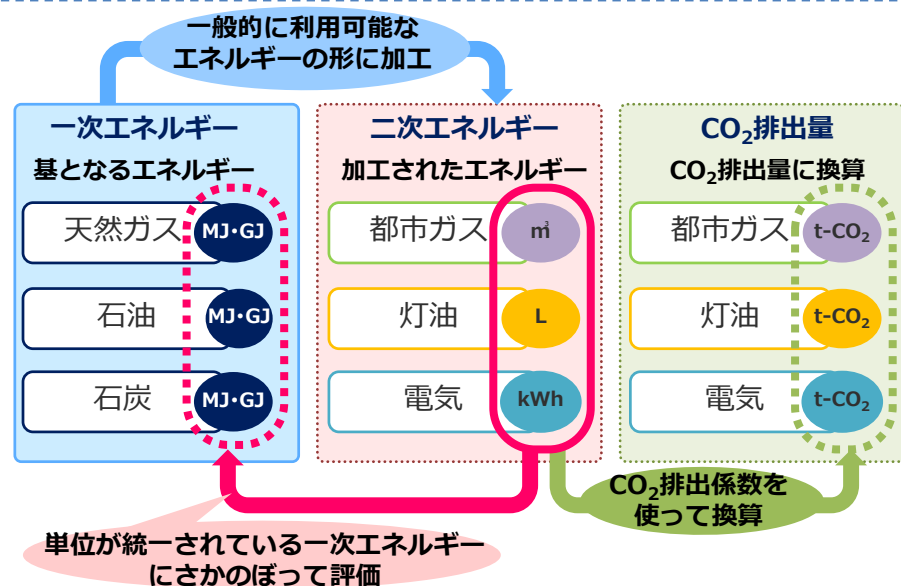 一般的に利用可能な
エネルギーの形に加工
一次エネルギー
基となるエネルギー
天然ガス MJ・GJ
石油 MJ・GJ
石炭 MJ・GJ
二次エネルギー
加工されたエネルギー
都市ガス ㎥
灯油 L
電気 kWh
CO₂排出量
CO₂排出量に換算
都市ガス t-CO₂
灯油 t-CO₂
電気 t-CO₂
CO₂排出係数を
使って換算
単位が統一されている一次エネルギー
にさかのぼって評価